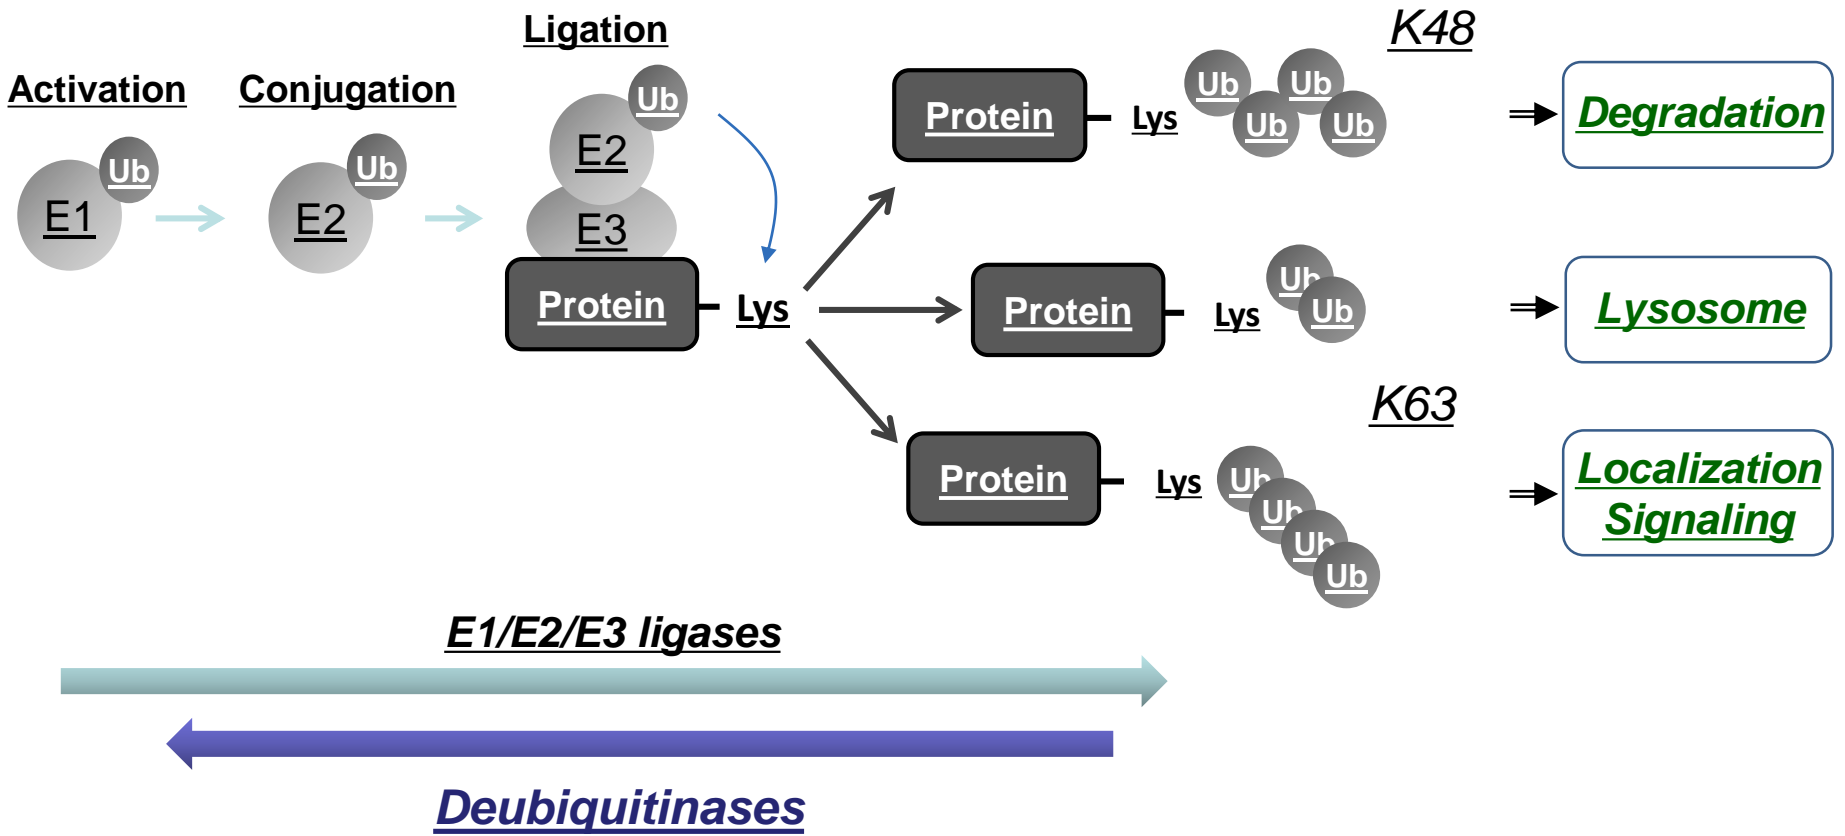 Activation
Conjugation
Ligation
Ub
E1
Ub
E2
Ub
E2
E3
Protein
Lys
K48
Protein
Lys
Ub
Ub
Ub
Ub
Degradation
Protein
Lys
Ub
Ub
Lysosome
K63
Protein
Lys
Ub
Ub
Ub
Ub
Localization
Signaling
E1/E2/E3 ligases
Deubiquitinases